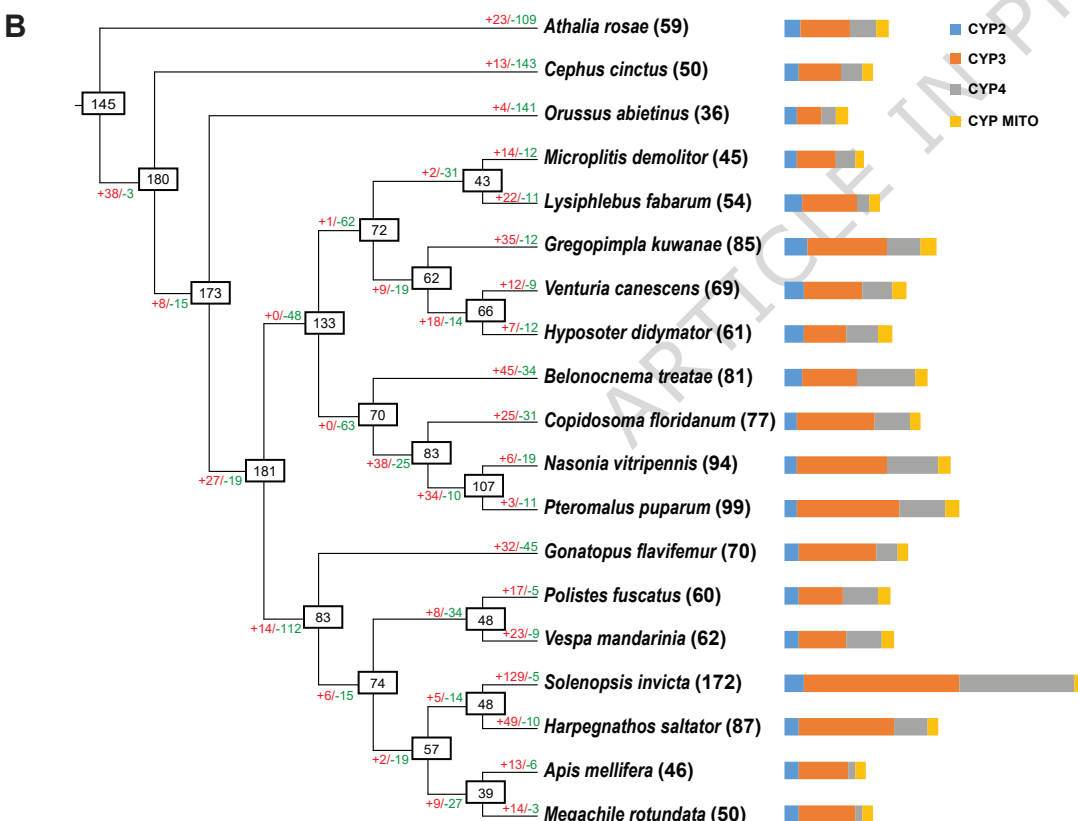 B
+23/-109
Athalia rosae (59)
CYP2
+13/-143
Cephus cinctus (50)
CYP3
145
CYP4
+4/-141
Orussus abietinus (36)
CYP MITO
+14/-12
Microplitis demolitor (45)
+2/-31
43
180
+38/-3
+22/-11
Lysiphlebus fabarum (54)
+1/-62
72
+35/-12
Gregopimpla kuwanae (85)
62
+9/-19
+12/-9
Venturia canescens (69)
173
+8/-15
66
+18/-14
+0/-48
133
+7/-12
Hyposoter didymator (61)
+45/-34
Belonocnema treatae (81)
70
+0/-63
+25/-31
Copidosoma floridanum (77)
83
+38/-25
+6/-19
Nasonia vitripennis (94)
181
+27/-19
107
+34/-10
+3/-11
Pteromalus puparum (99)
+32/-45
Gonatopus flavifemur (70)
+17/-5
Polistes fuscatus (60)
+8/-34
48
83
+14/-112
+23/-9
Vespa mandarinia (62)
+129/-5
Solenopsis invicta (172)
74
+6/-15
+5/-14
48
+49/-10
Harpegnathos saltator (87)
57
+2/-19
+13/-6
Apis mellifera (46)
39
+9/-27
+14/-3
Megachile rotundata (50)
ARTICLE IN PR